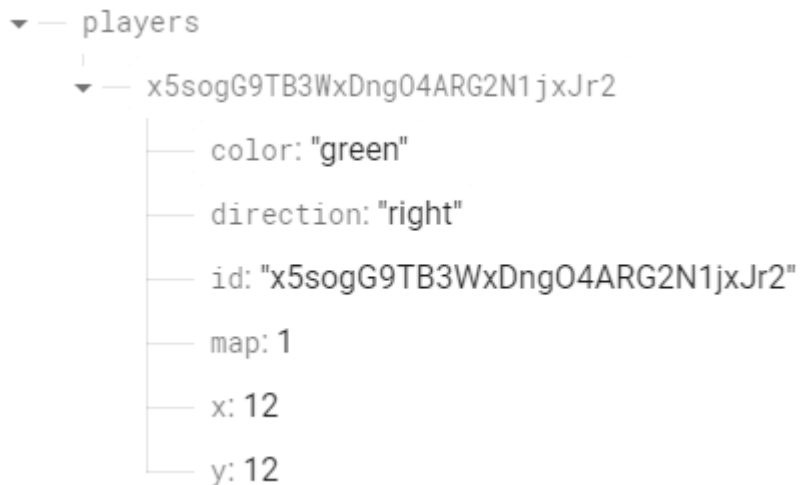 players
x5sogG9TB3WxDngO4ARG2N1jxJr2
color: "green"
direction: "right"
id: "x5sogG9TB3WxDngO4ARG2N1jxJr2"
map: 1
x: 12
y: 12